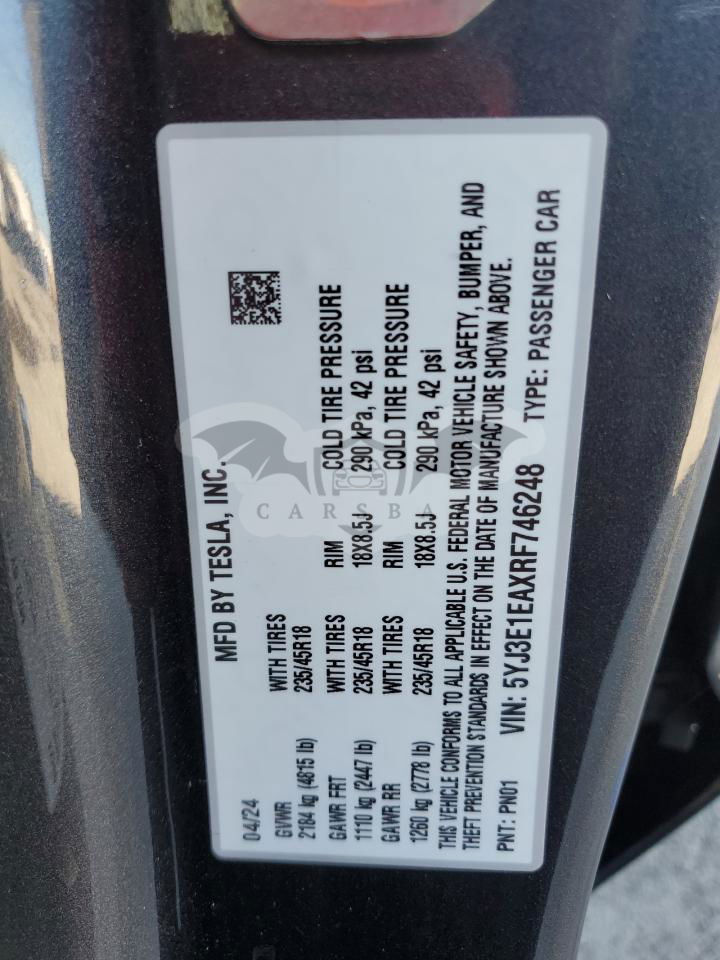 MFD BY TESLA, INC.
04/24
GVWR WITH TIRES RIM COLD TIRE PRESSURE
2184 kg (4815 lb) 235/45R18
GAWR FRT WITH TIRES RIM COLD TIRE PRESSURE
1110 kg (2447 lb) 235/45R18 18X8.5J 290 kPa, 42 psi
GAWR RR WITH TIRES RIM COLD TIRE PRESSURE
1260 kg (2778 lb) 235/45R18 18X8.5J 290 kPa, 42 psi
THIS VEHICLE CONFORMS TO ALL APPLICABLE U.S. FEDERAL MOTOR VEHICLE SAFETY, BUMPER, AND
THEFT PREVENTION STANDARDS IN EFFECT ON THE DATE OF MANUFACTURE SHOWN ABOVE.
PNT: PN01 VIN: 5YJ3E1EAXRF746248 TYPE: PASSENGER CAR